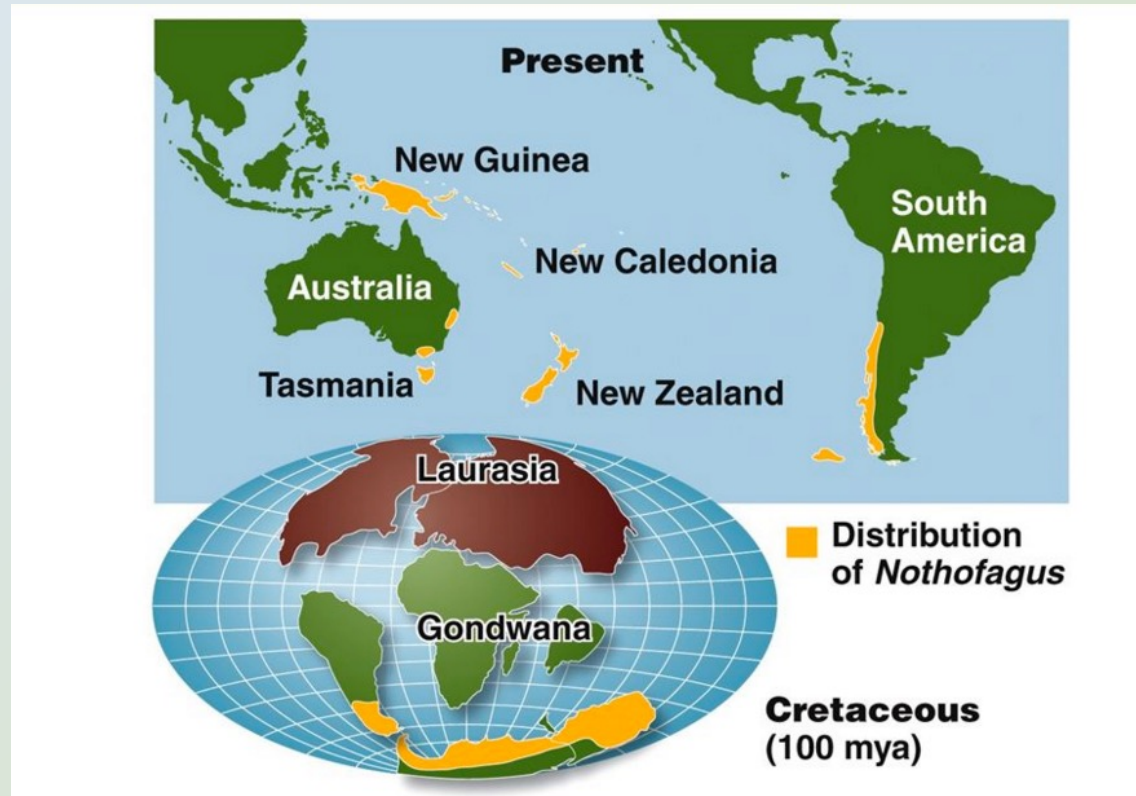 Present
New Guinea
South
America
New Caledonia
Australia
Tasmania
New Zealand
Laurasia
Distribution
of Nothofagus
Gondwana
Cretaceous
(100 mya)